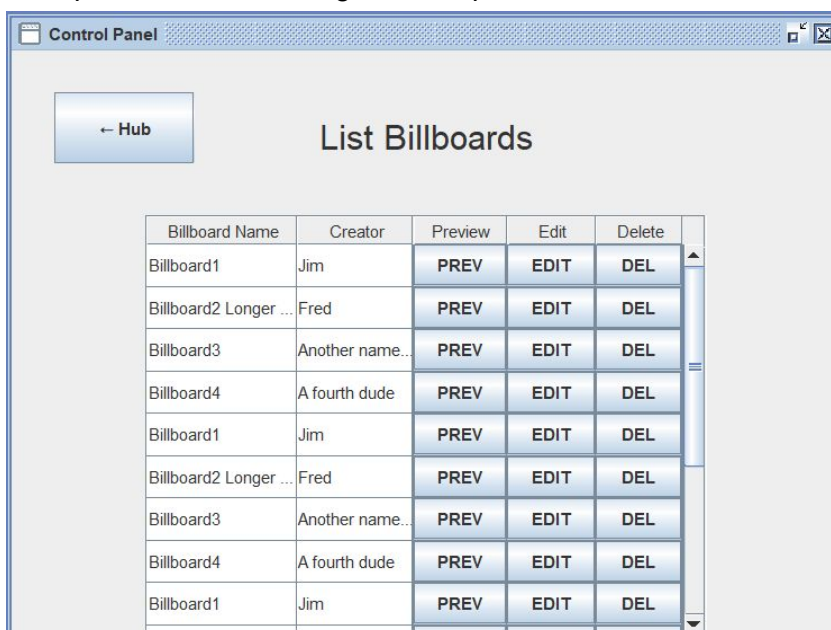 Control Panel
← Hub
List Billboards
Billboard Name Creator Preview Edit Delete
Billboard1 Jim PREV EDIT DEL
Billboard2 Longer ... Fred PREV EDIT DEL
Billboard3 Another name... PREV EDIT DEL
Billboard4 A fourth dude PREV EDIT DEL
Billboard1 Jim PREV EDIT DEL
Billboard2 Longer ... Fred PREV EDIT DEL
Billboard3 Another name... PREV EDIT DEL
Billboard4 A fourth dude PREV EDIT DEL
Billboard1 Jim PREV EDIT DEL